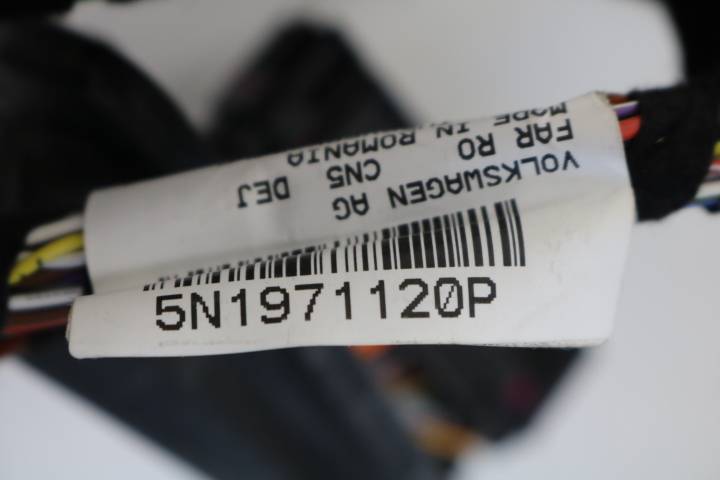 VOLKSWAGEN AG
FAR RO CN5 DEJ
MADE IN ROMANIA
5N1971120P